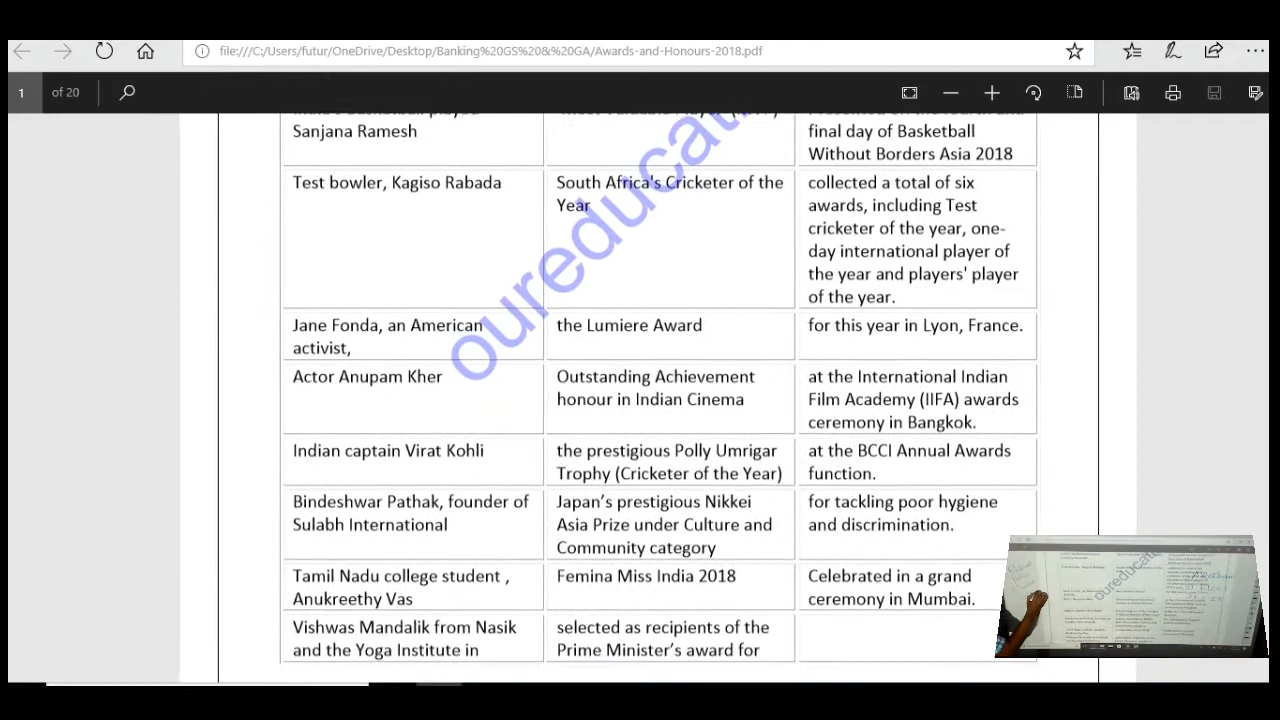 file:///C:/Users/futur/OneDrive/Desktop/Banking%20GS%20&%20GA/Awards-and-Honours-2018.pdf
1 of 20
Sanjana Ramesh
final day of Basketball
Without Borders Asia 2018
Test bowler, Kagiso Rabada
South Africa's Cricketer of the
Year
collected a total of six
awards, including Test
cricketer of the year, one-
day international player of
the year and players' player
of the year.
Jane Fonda, an American
activist,
the Lumiere Award
for this year in Lyon, France.
Actor Anupam Kher
Outstanding Achievement
honour in Indian Cinema
at the International Indian
Film Academy (IIFA) awards
ceremony in Bangkok.
Indian captain Virat Kohli
the prestigious Polly Umrigar
Trophy (Cricketer of the Year)
at the BCCI Annual Awards
function.
Bindeshwar Pathak, founder of
Sulabh International
Japan’s prestigious Nikkei
Asia Prize under Culture and
Community category
for tackling poor hygiene
and discrimination.
Tamil Nadu college student ,
Anukreethy Vas
Femina Miss India 2018
Celebrated in a grand
ceremony in Mumbai.
Vishwas Mandalik from Nasik
and the Yoga Institute in
selected as recipients of the
Prime Minister’s award for
oureducati